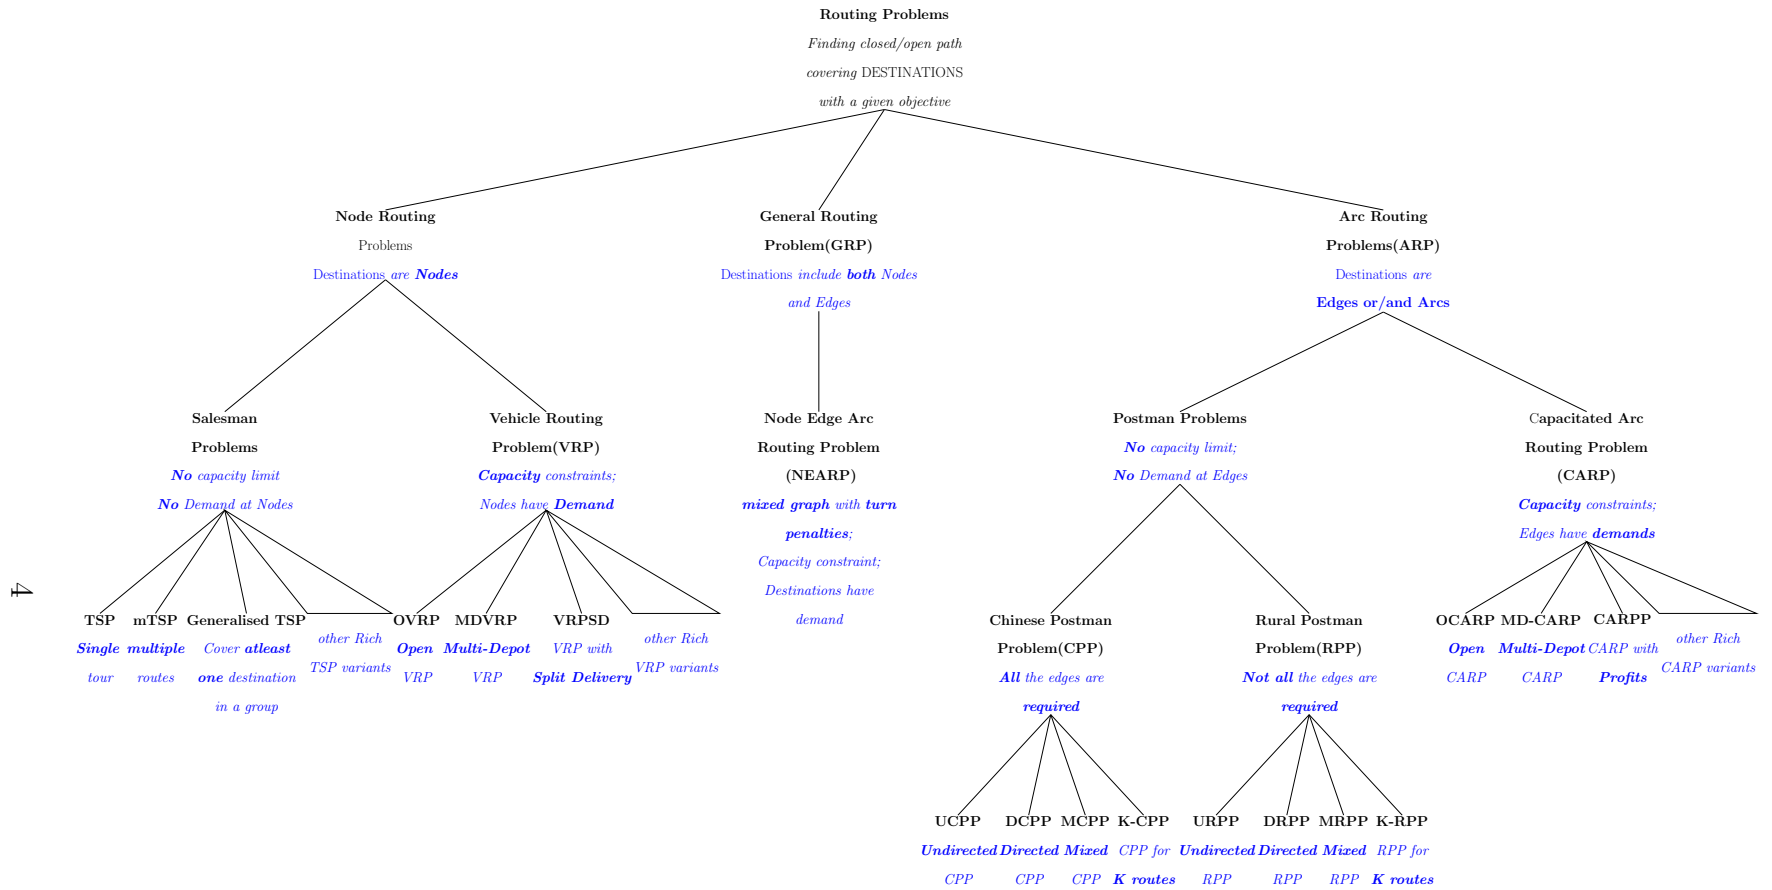 Routing Problems
Finding closed/open path
covering DESTINATIONS
with a given objective
Node Routing
Problems
Destinations are Nodes
General Routing
Problem(GRP)
Destinations include both Nodes
and Edges
Arc Routing
Problems(ARP)
Destinations are
Edges or/and Arcs
Salesman
Problems
No capacity limit
No Demand at Nodes
Vehicle Routing
Problem(VRP)
Capacity constraints;
Nodes have Demand
Node Edge Arc
Routing Problem
(NEARP)
mixed graph with turn
penalties;
Capacity constraint;
Destinations have
demand
Postman Problems
No capacity limit;
No Demand at Edges
Capacitated Arc
Routing Problem
(CARP)
Capacity constraints;
Edges have demands
4
TSP
Single
tour
mTSP
multiple
routes
Generalised TSP
Cover atleast
one destination
in a group
other Rich
TSP variants
OVRP
Open
VRP
MDVRP
Multi-Depot
VRP
VRPSD
VRP with
Split Delivery
other Rich
VRP variants
Chinese Postman
Problem(CPP)
All the edges are
required
Rural Postman
Problem(RPP)
Not all the edges are
required
OCARP
Open
CARP
MD-CARP
Multi-Depot
CARP
CARPP
CARP with
Profits
other Rich
CARP variants
UCPP
Undirected
CPP
DCPP
Directed
CPP
MCPP
Mixed
CPP
K-CPP
CPP for
K routes
URPP
Undirected
RPP
DRPP
Directed
RPP
MRPP
Mixed
RPP
K-RPP
RPP for
K routes